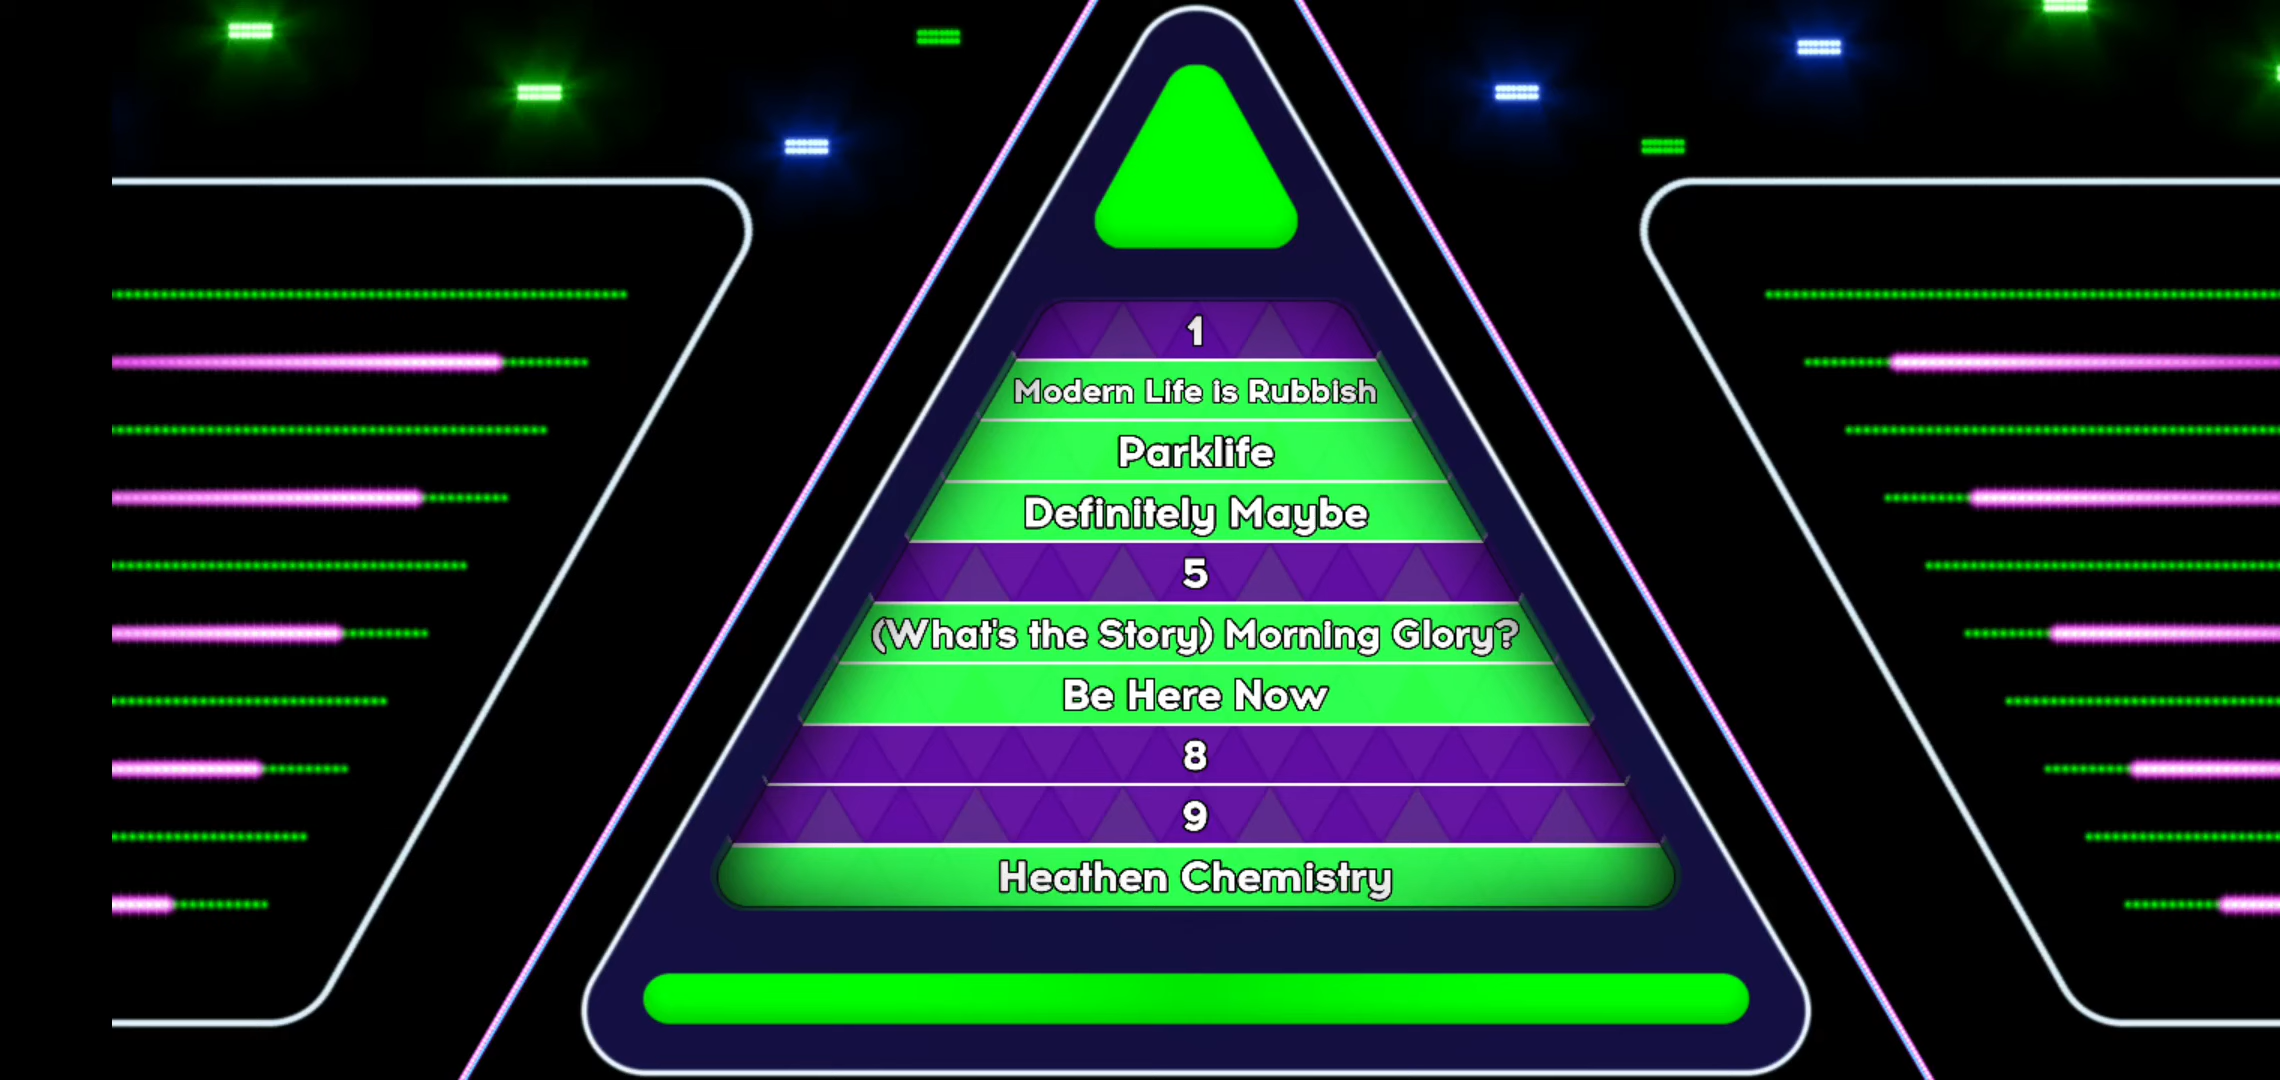 1
Modern Life is Rubbish
Parklife
Definitely Maybe
5
(What's the Story) Morning Glory?
Be Here Now
8
9
Heathen Chemistry